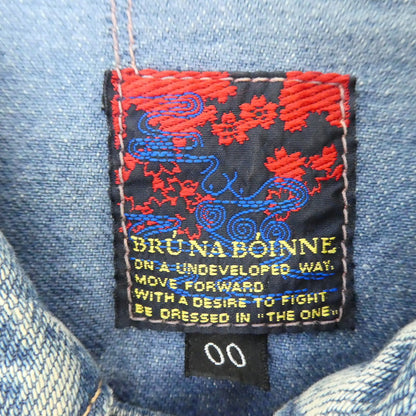 BRÚ NA BÓINNE
ON A UNDEVELOPED WAY,
MOVE FORWARD
WITH A DESIRE TO FIGHT
BE DRESSED IN "THE ONE"
00